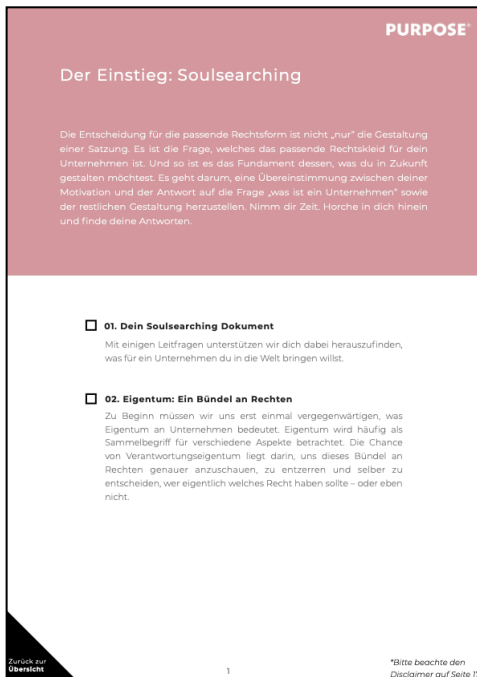 PURPOSE®
Der Einstieg: Soulsearching
Die Entscheidung für die passende Rechtsform ist nicht „nur" die Gestaltung
einer Satzung. Es ist die Frage, welches das passende Rechtskleid für dein
Unternehmen ist. Und so ist es das Fundament dessen, was du in Zukunft
gestalten möchtest. Es geht darum, eine Übereinstimmung zwischen deiner
Motivation und der Antwort auf die Frage „was ist ein Unternehmen" sowie
der restlichen Gestaltung herzustellen. Nimm dir Zeit. Horche in dich hinein
und finde deine Antworten.
01. Dein Soulsearching Dokument
Mit einigen Leitfragen unterstützen wir dich dabei herauszufinden,
was für ein Unternehmen du in die Welt bringen willst.
02. Eigentum: Ein Bündel an Rechten
Zu Beginn müssen wir uns erst einmal vergegenwärtigen, was
Eigentum an Unternehmen bedeutet. Eigentum wird häufig als
Sammelbegriff für verschiedene Aspekte betrachtet. Die Chance
von Verantwortungseigentum liegt darin, uns dieses Bündel an
Rechten genauer anzuschauen, zu entzerren und selber zu
entscheiden, wer eigentlich welches Recht haben sollte – oder eben
nicht.
Zurück zur
Übersicht
1
*Bitte beachte den
Disclaimer auf Seite